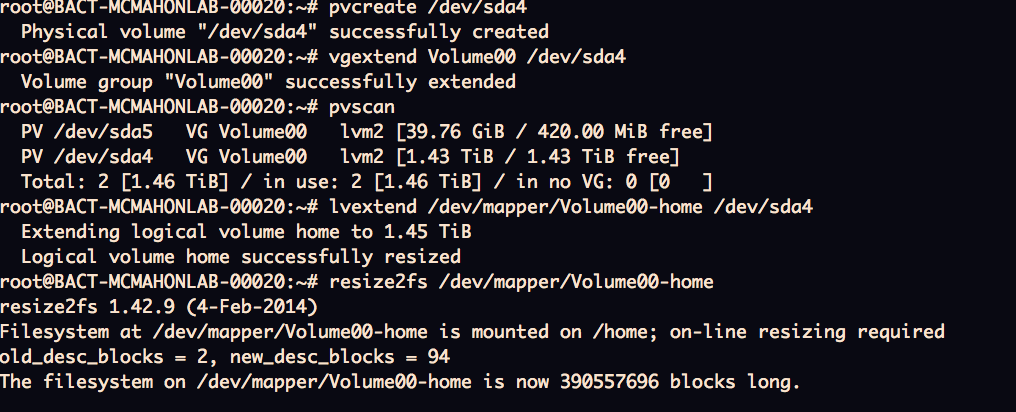 root@BACT-MCMAHONLAB-00020:~# pvcreate /dev/sda4
  Physical volume "/dev/sda4" successfully created
root@BACT-MCMAHONLAB-00020:~# vgextend Volume00 /dev/sda4
  Volume group "Volume00" successfully extended
root@BACT-MCMAHONLAB-00020:~# pvscan
  PV /dev/sda5   VG Volume00   lvm2 [39.76 GiB / 420.00 MiB free]
  PV /dev/sda4   VG Volume00   lvm2 [1.43 TiB / 1.43 TiB free]
  Total: 2 [1.46 TiB] / in use: 2 [1.46 TiB] / in no VG: 0 [0   ]
root@BACT-MCMAHONLAB-00020:~# lvextend /dev/mapper/Volume00-home /dev/sda4
  Extending logical volume home to 1.45 TiB
  Logical volume home successfully resized
root@BACT-MCMAHONLAB-00020:~# resize2fs /dev/mapper/Volume00-home
resize2fs 1.42.9 (4-Feb-2014)
Filesystem at /dev/mapper/Volume00-home is mounted on /home; on-line resizing required
old_desc_blocks = 2, new_desc_blocks = 94
The filesystem on /dev/mapper/Volume00-home is now 390557696 blocks long.